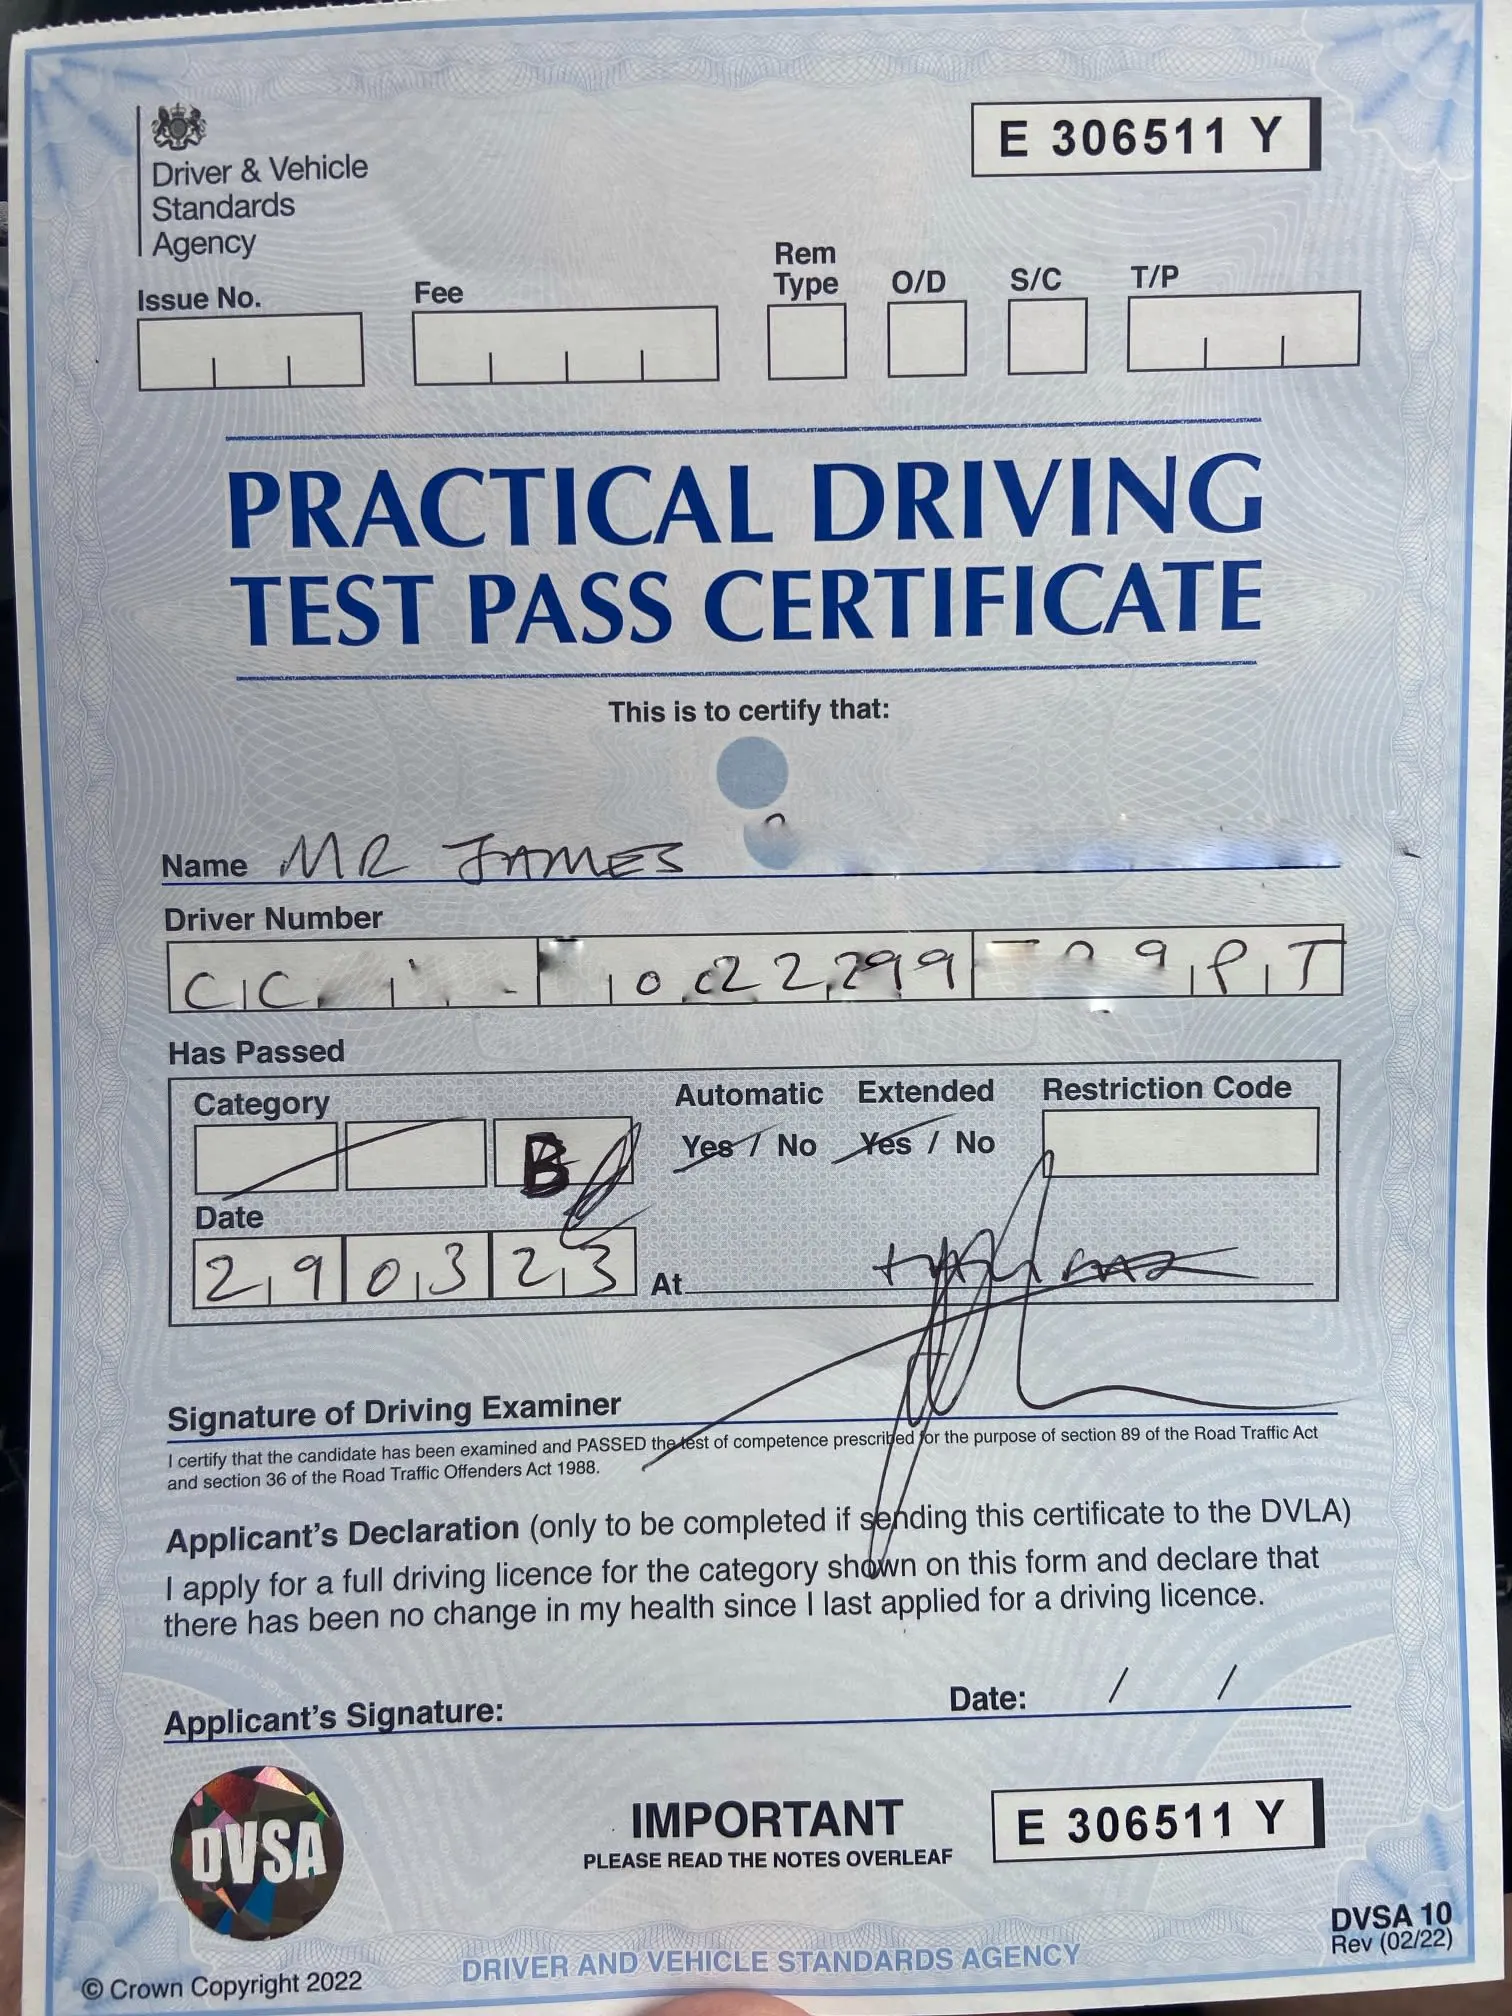 Driver & Vehicle
Standards
Agency
E 306511 Y
Issue No.
Fee
Rem
Type
O/D
S/C
T/P
PRACTICAL DRIVING
TEST PASS CERTIFICATE
This is to certify that:
Name MR JAMES
Driver Number
Has Passed
Category
Automatic
Extended
Restriction Code
B
Yes / No
Yes / No
Date
290323
At
Signature of Driving Examiner
I certify that the candidate has been examined and PASSED the test of competence prescribed for the purpose of section 89 of the Road Traffic Act
and section 36 of the Road Traffic Offenders Act 1988.
Applicant's Declaration (only to be completed if sending this certificate to the DVLA)
I apply for a full driving licence for the category shown on this form and declare that
there has been no change in my health since I last applied for a driving licence.
Applicant's Signature:
Date: / /
DVSA
IMPORTANT
PLEASE READ THE NOTES OVERLEAF
E 306511 Y
DVSA 10
Rev (02/22)
DRIVER AND VEHICLE STANDARDS AGENCY
© Crown Copyright 2022